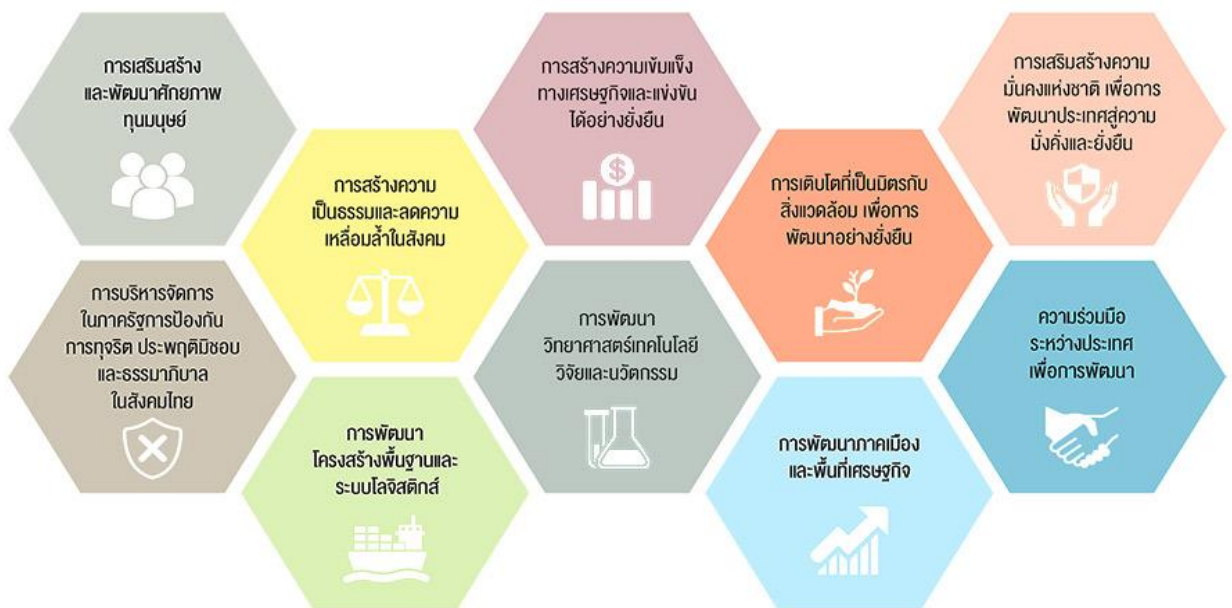 การเสริมสร้าง
และพัฒนาศักยภาพ
ทุนมนุษย์
การสร้างความ
เป็นธรรมและลดความ
เหลื่อมล้ำในสังคม
การสร้างความเข้มแข็ง
ทางเศรษฐกิจและแข่งขัน
ได้อย่างยั่งยืน
การเติบโตที่เป็นมิตรกับ
สิ่งแวดล้อม เพื่อการ
พัฒนาอย่างยั่งยืน
การเสริมสร้างความ
มั่นคงแห่งชาติ เพื่อการ
พัฒนาประเทศสู่ความ
มั่งคั่งและยั่งยืน
การบริหารจัดการ
ในภาครัฐการป้องกัน
การทุจริต ประพฤติมิชอบ
และธรรมาภิบาล
ในสังคมไทย
การพัฒนา
โครงสร้างพื้นฐานและ
ระบบโลจิสติกส์
การพัฒนา
วิทยาศาสตร์เทคโนโลยี
วิจัยและนวัตกรรม
การพัฒนาภาคเมือง
และพื้นที่เศรษฐกิจ
ความร่วมมือ
ระหว่างประเทศ
เพื่อการพัฒนา